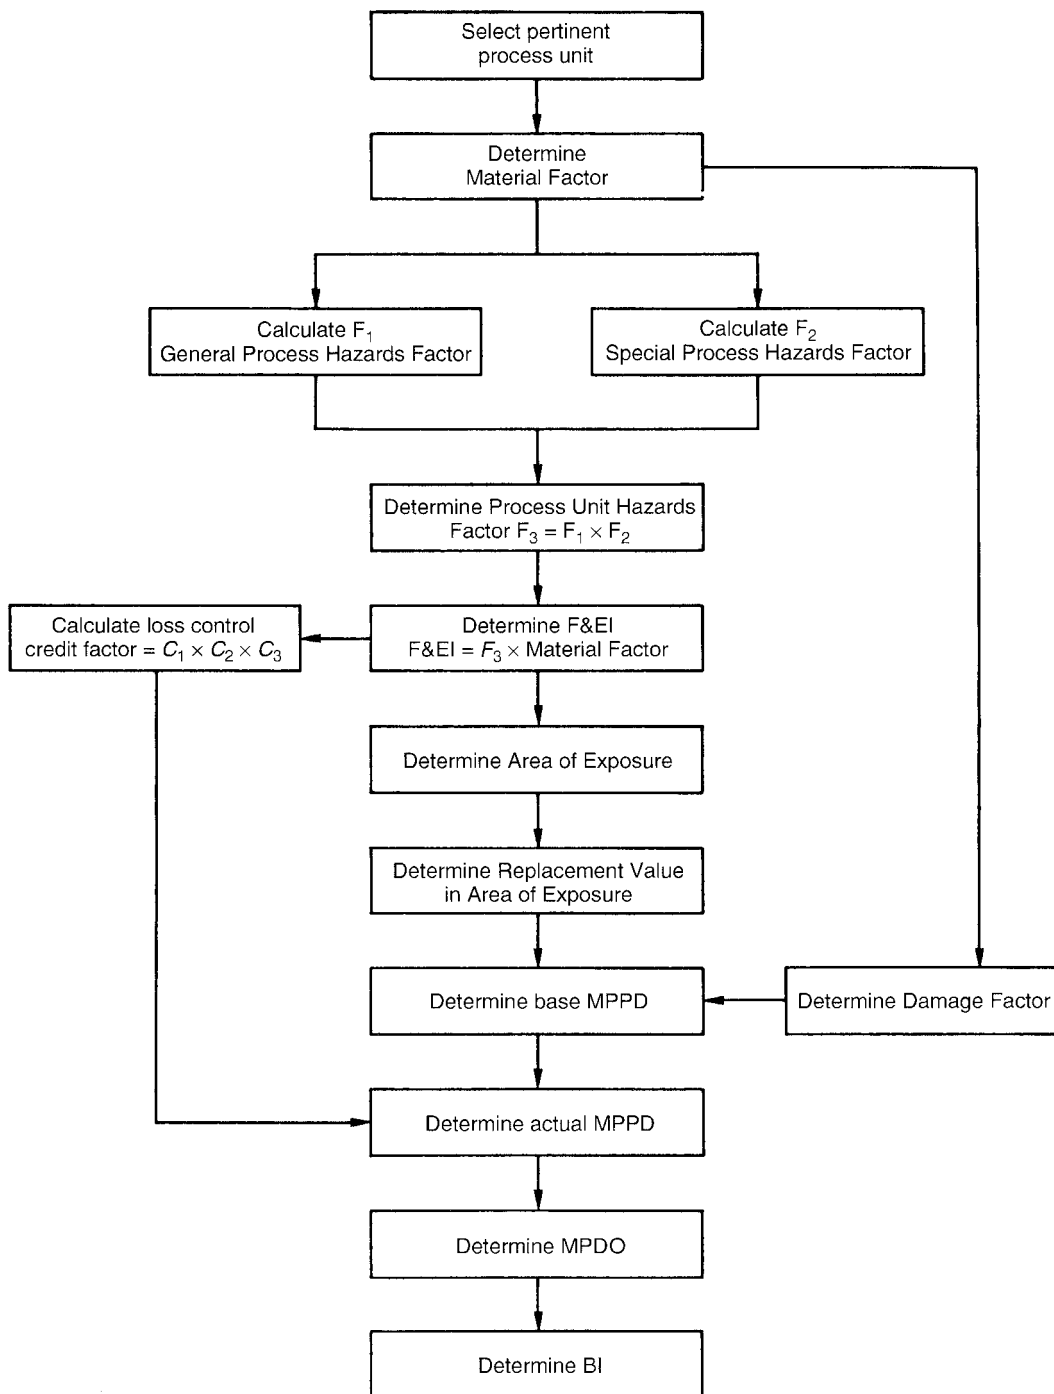 Select pertinent
process unit
Determine
Material Factor
Calculate F₁
General Process Hazards Factor
Calculate F₂
Special Process Hazards Factor
Determine Process Unit Hazards
Factor F₃ = F₁ × F₂
Calculate loss control
credit factor = C₁ × C₂ × C₃
Determine F&EI
F&EI = F₃ × Material Factor
Determine Area of Exposure
Determine Replacement Value
in Area of Exposure
Determine base MPPD
Determine Damage Factor
Determine actual MPPD
Determine MPDO
Determine BI